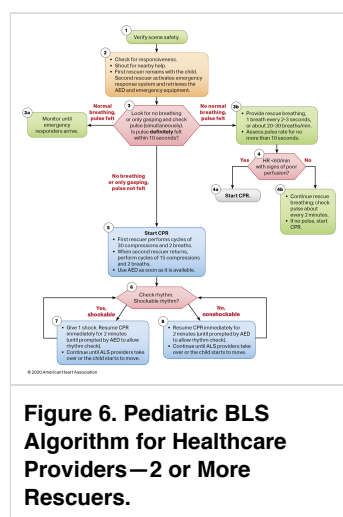 1
Verify scene safety.
2
• Check for responsiveness.
• Shout for nearby help.
• First rescuer remains with the child.
Second rescuer activates emergency
response system and retrieves the
AED and emergency equipment.
3
Look for no breathing
or only gasping and check
pulse (simultaneously).
Is pulse definitely felt
within 10 seconds?
Normal
breathing,
pulse felt
3a
Monitor until
emergency
responders arrive.
No normal
breathing,
pulse felt
3b
• Provide rescue breathing,
1 breath every 2-3 seconds,
or about 20-30 breaths/min.
• Assess pulse rate for no
more than 10 seconds.
4
HR <60/min
with signs of poor
perfusion?
Yes
No
4a
Start CPR.
4b
• Continue rescue
breathing; check
pulse about
every 2 minutes.
• If no pulse, start
CPR.
No breathing
or only gasping,
pulse not felt
5
Start CPR
• First rescuer performs cycles of
30 compressions and 2 breaths.
• When second rescuer returns,
perform cycles of 15 compressions
and 2 breaths.
• Use AED as soon as it is available.
6
Check rhythm.
Shockable rhythm?
Yes,
shockable
No,
nonshockable
7
• Give 1 shock. Resume CPR
immediately for 2 minutes
(until prompted by AED to allow
rhythm check).
• Continue until ALS providers take
over or the child starts to move.
8
• Resume CPR immediately for
2 minutes (until prompted by AED
to allow rhythm check).
• Continue until ALS providers take
over or the child starts to move.
© 2020 American Heart Association
Figure 6. Pediatric BLS
Algorithm for Healthcare
Providers—2 or More
Rescuers.